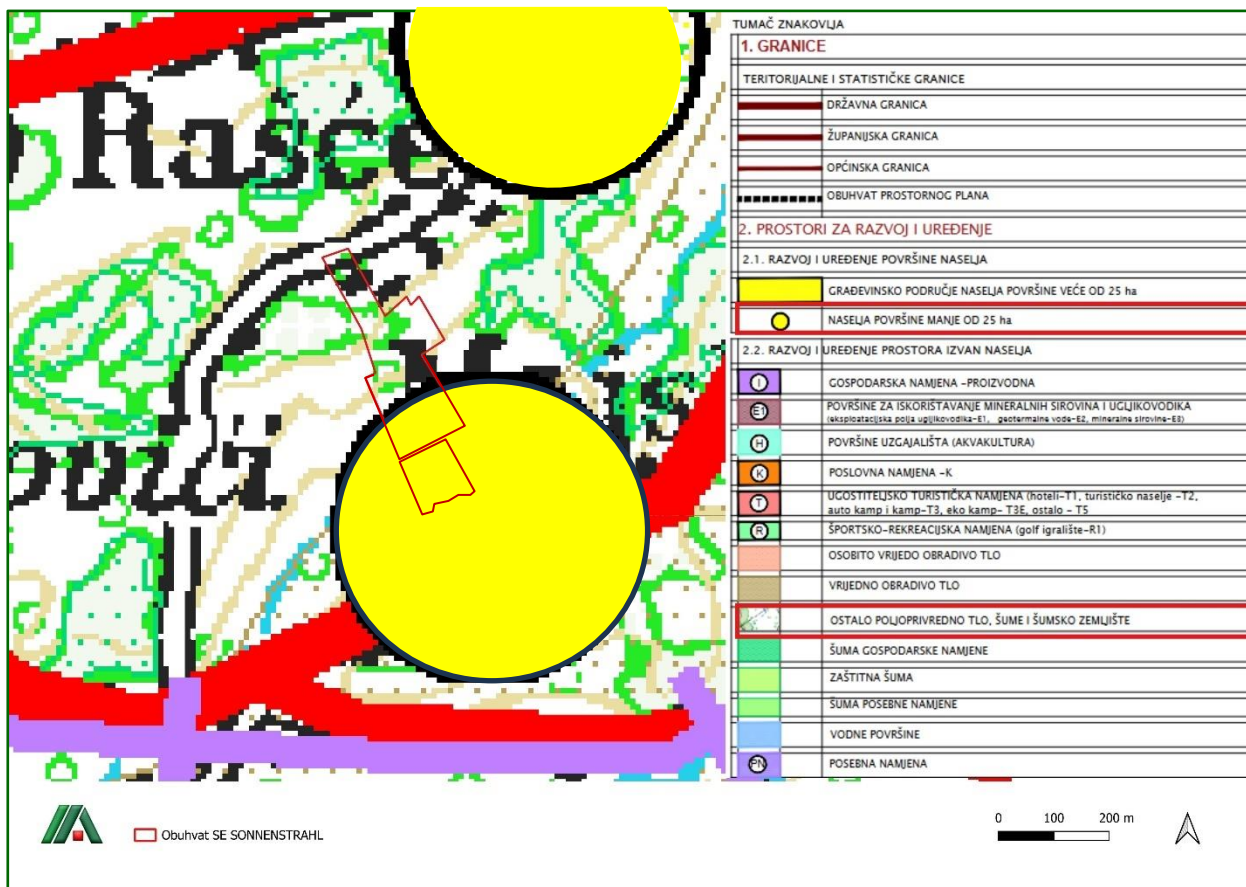 Rašće
TUMAČ ZNAKOVLJA
1. GRANICE
TERITORIJALNE I STATISTIČKE GRANICE
DRŽAVNA GRANICA
ŽUPANIJSKA GRANICA
OPĆINSKA GRANICA
OBUHVAT PROSTORNOG PLANA
2. PROSTORI ZA RAZVOJ I UREĐENJE
2.1. RAZVOJ I UREĐENJE POVRŠINE NASELJA
GRAĐEVINSKO PODRUČJE NASELJA POVRŠINE VEĆE OD 25 ha
NASELJA POVRŠINE MANJE OD 25 ha
2.2. RAZVOJ I UREĐENJE PROSTORA IZVAN NASELJA
I GOSPODARSKA NAMJENA -PROIZVODNA
E1 POVRŠINE ZA ISKORIŠTAVANJE MINERALNIH SIROVINA I UGLJIKOVODIKA
(eksploatacijska polja ugljikovodika-E1, geotermalne vode-E2, mineralne sirovine-E3)
H POVRŠINE UZGAJALIŠTA (AKVAKULTURA)
K POSLOVNA NAMJENA -K
T UGOSTITELJSKO TURISTIČKA NAMJENA (hoteli-T1, turističko naselje -T2,
auto kamp i kamp-T3, eko kamp- T3E, ostalo - T5
R ŠPORTSKO-REKREACIJSKA NAMJENA (golf igralište-R1)
OSOBITO VRIJEDO OBRADIVO TLO
VRIJEDNO OBRADIVO TLO
OSTALO POLJOPRIVREDNO TLO, ŠUME I ŠUMSKO ZEMLJIŠTE
ŠUMA GOSPODARSKE NAMJENE
ZAŠTITNA ŠUMA
ŠUMA POSEBNE NAMJENE
VODNE POVRŠINE
PN POSEBNA NAMJENA
Obuhvat SE SONNENSTRAHL
0 100 200 m